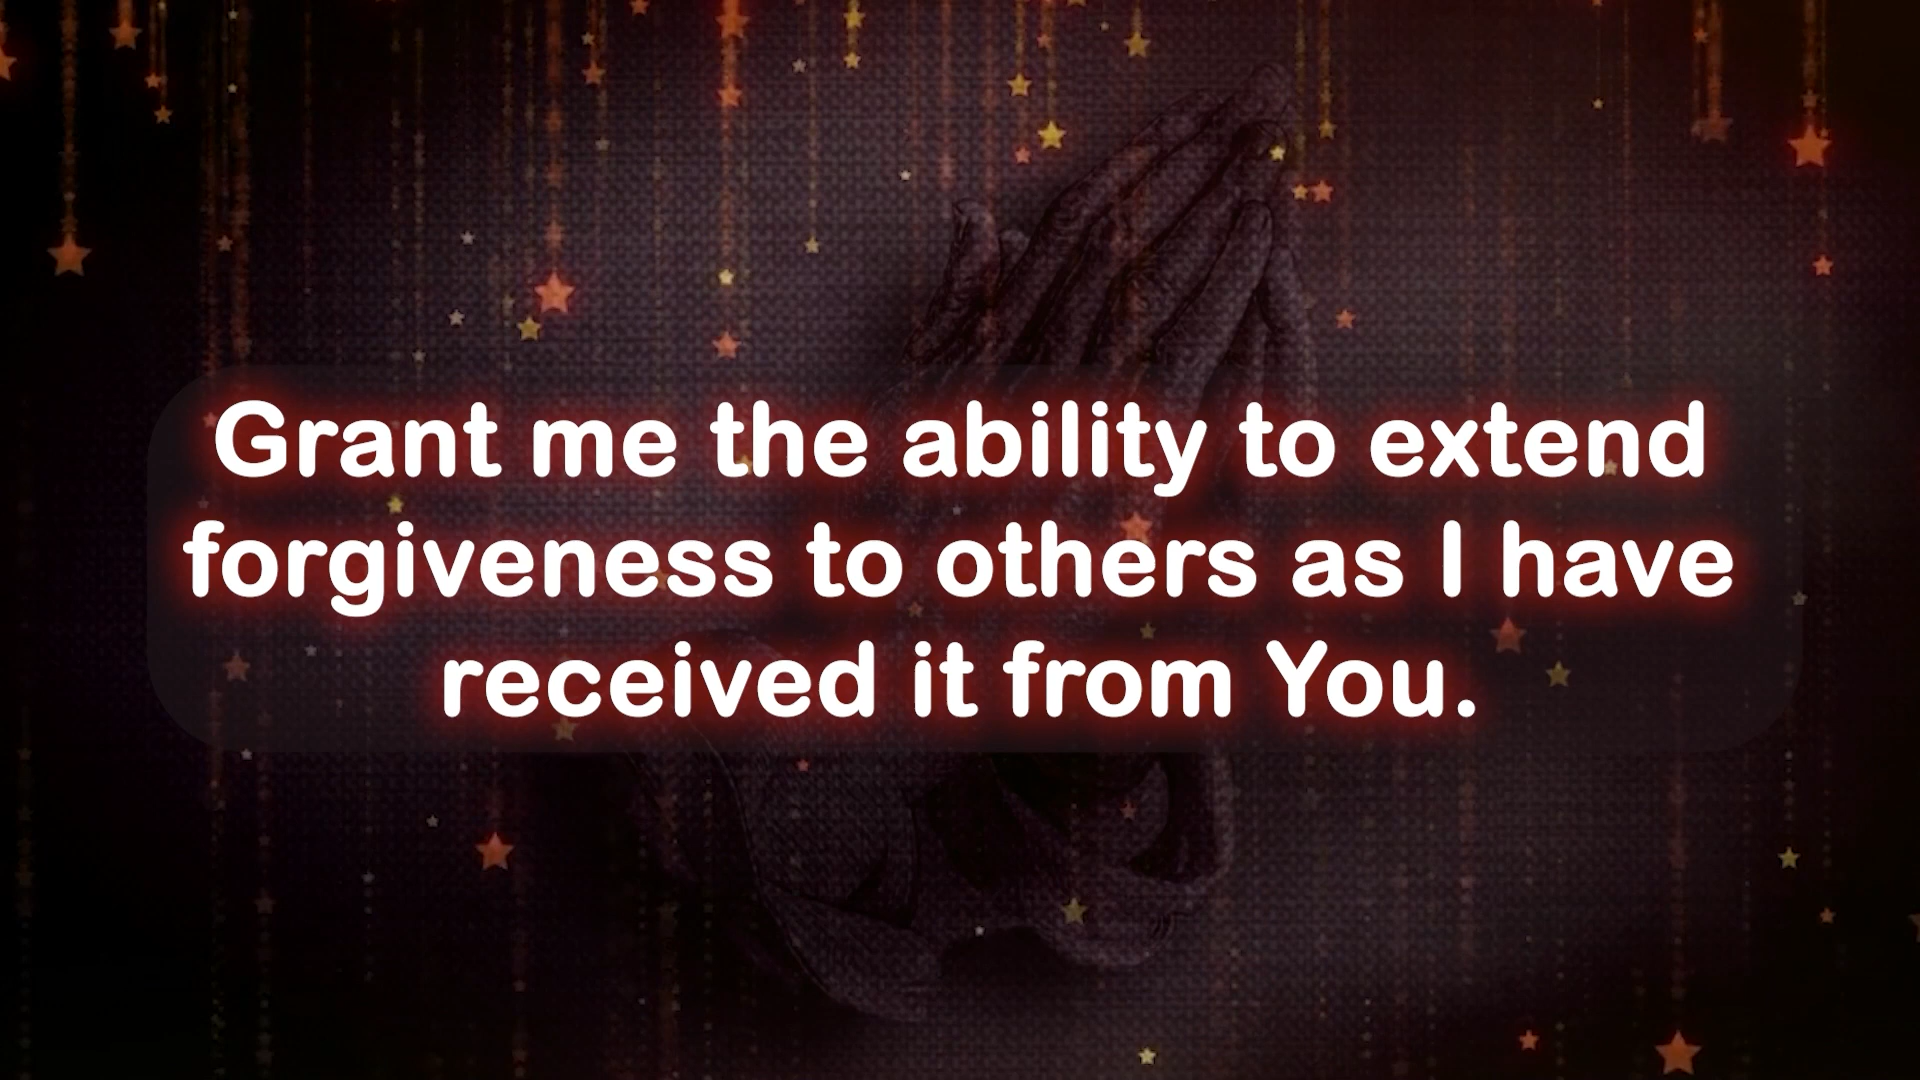 Grant me the ability to extend
forgiveness to others as I have
received it from You.